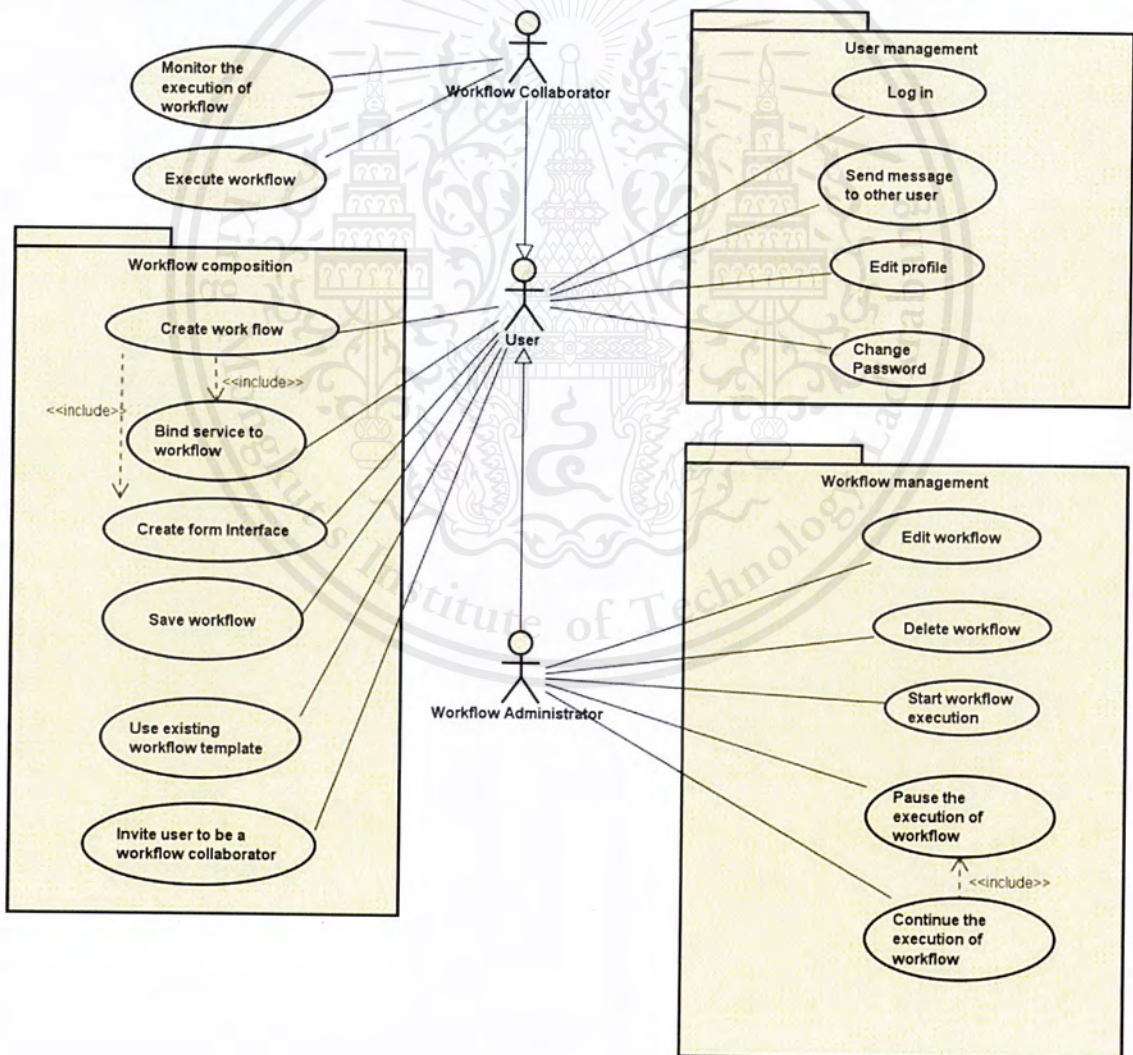 Workflow Collaborator
Monitor the
execution of
workflow
Execute workflow
User management
Log in
Send message
to other user
Edit profile
Change
Password
User
Workflow composition
Create work flow
<<include>>
<<include>>
Bind service to
workflow
Create form Interface
Save workflow
Use existing
workflow template
Invite user to be a
workflow collaborator
Workflow Administrator
Workflow management
Edit workflow
Delete workflow
Start workflow
execution
Pause the
execution of
workflow
<<include>>
Continue the
execution of
workflow
King Mongkut's Institute of Technology Ladkrabang